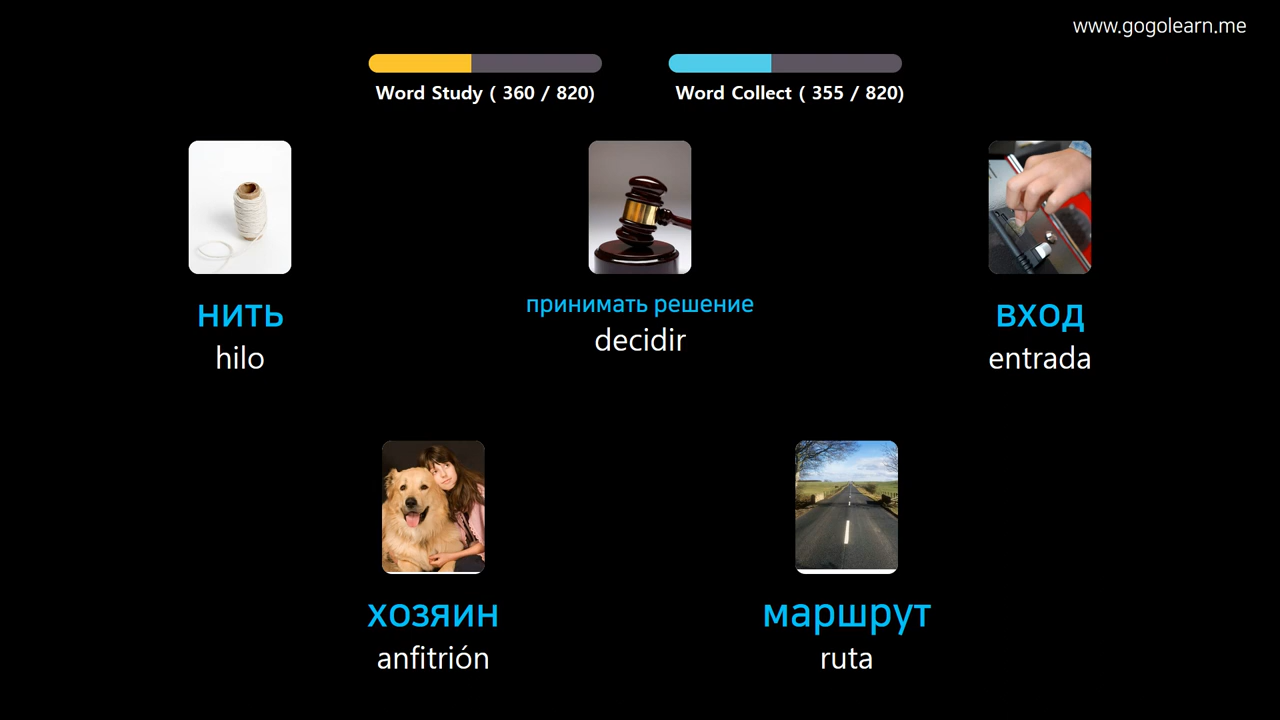 www.gogolearn.me
Word Study ( 360 / 820)
Word Collect ( 355 / 820)
нить
hilo
принимать решение
decidir
вход
entrada
хозяин
anfitrión
маршрут
ruta